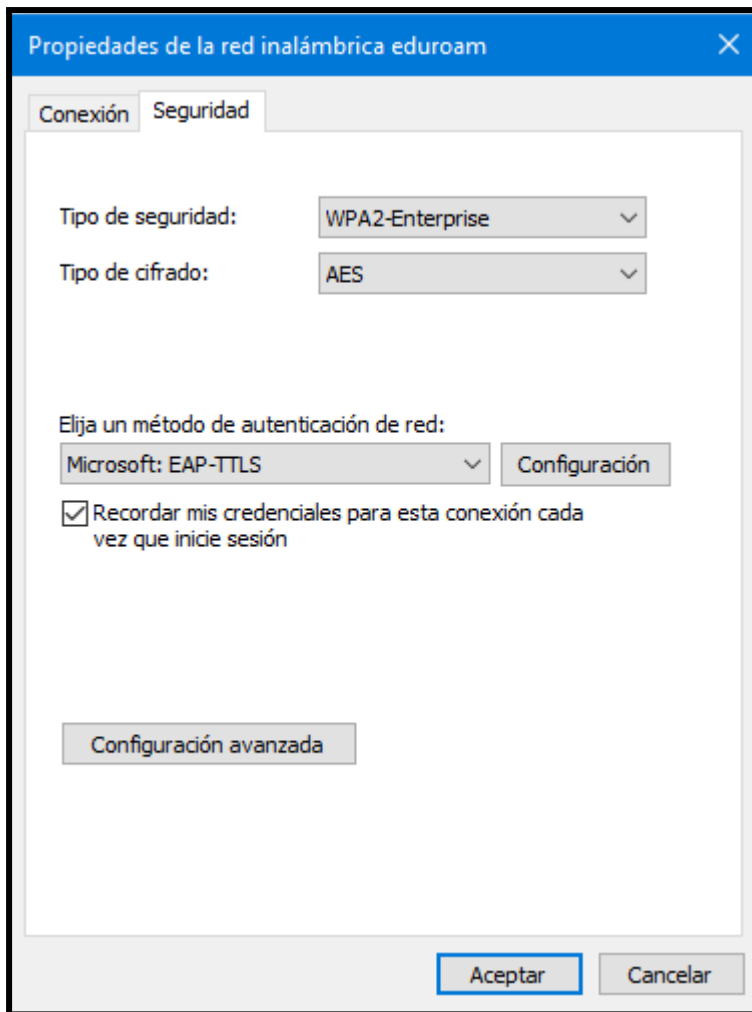 Propiedades de la red inalámbrica eduroam
Conexión
Seguridad
Tipo de seguridad:
WPA2-Enterprise
Tipo de cifrado:
AES
Elija un método de autenticación de red:
Microsoft: EAP-TTLS
Configuración
Recordar mis credenciales para esta conexión cada
vez que inicie sesión
Configuración avanzada
Aceptar
Cancelar